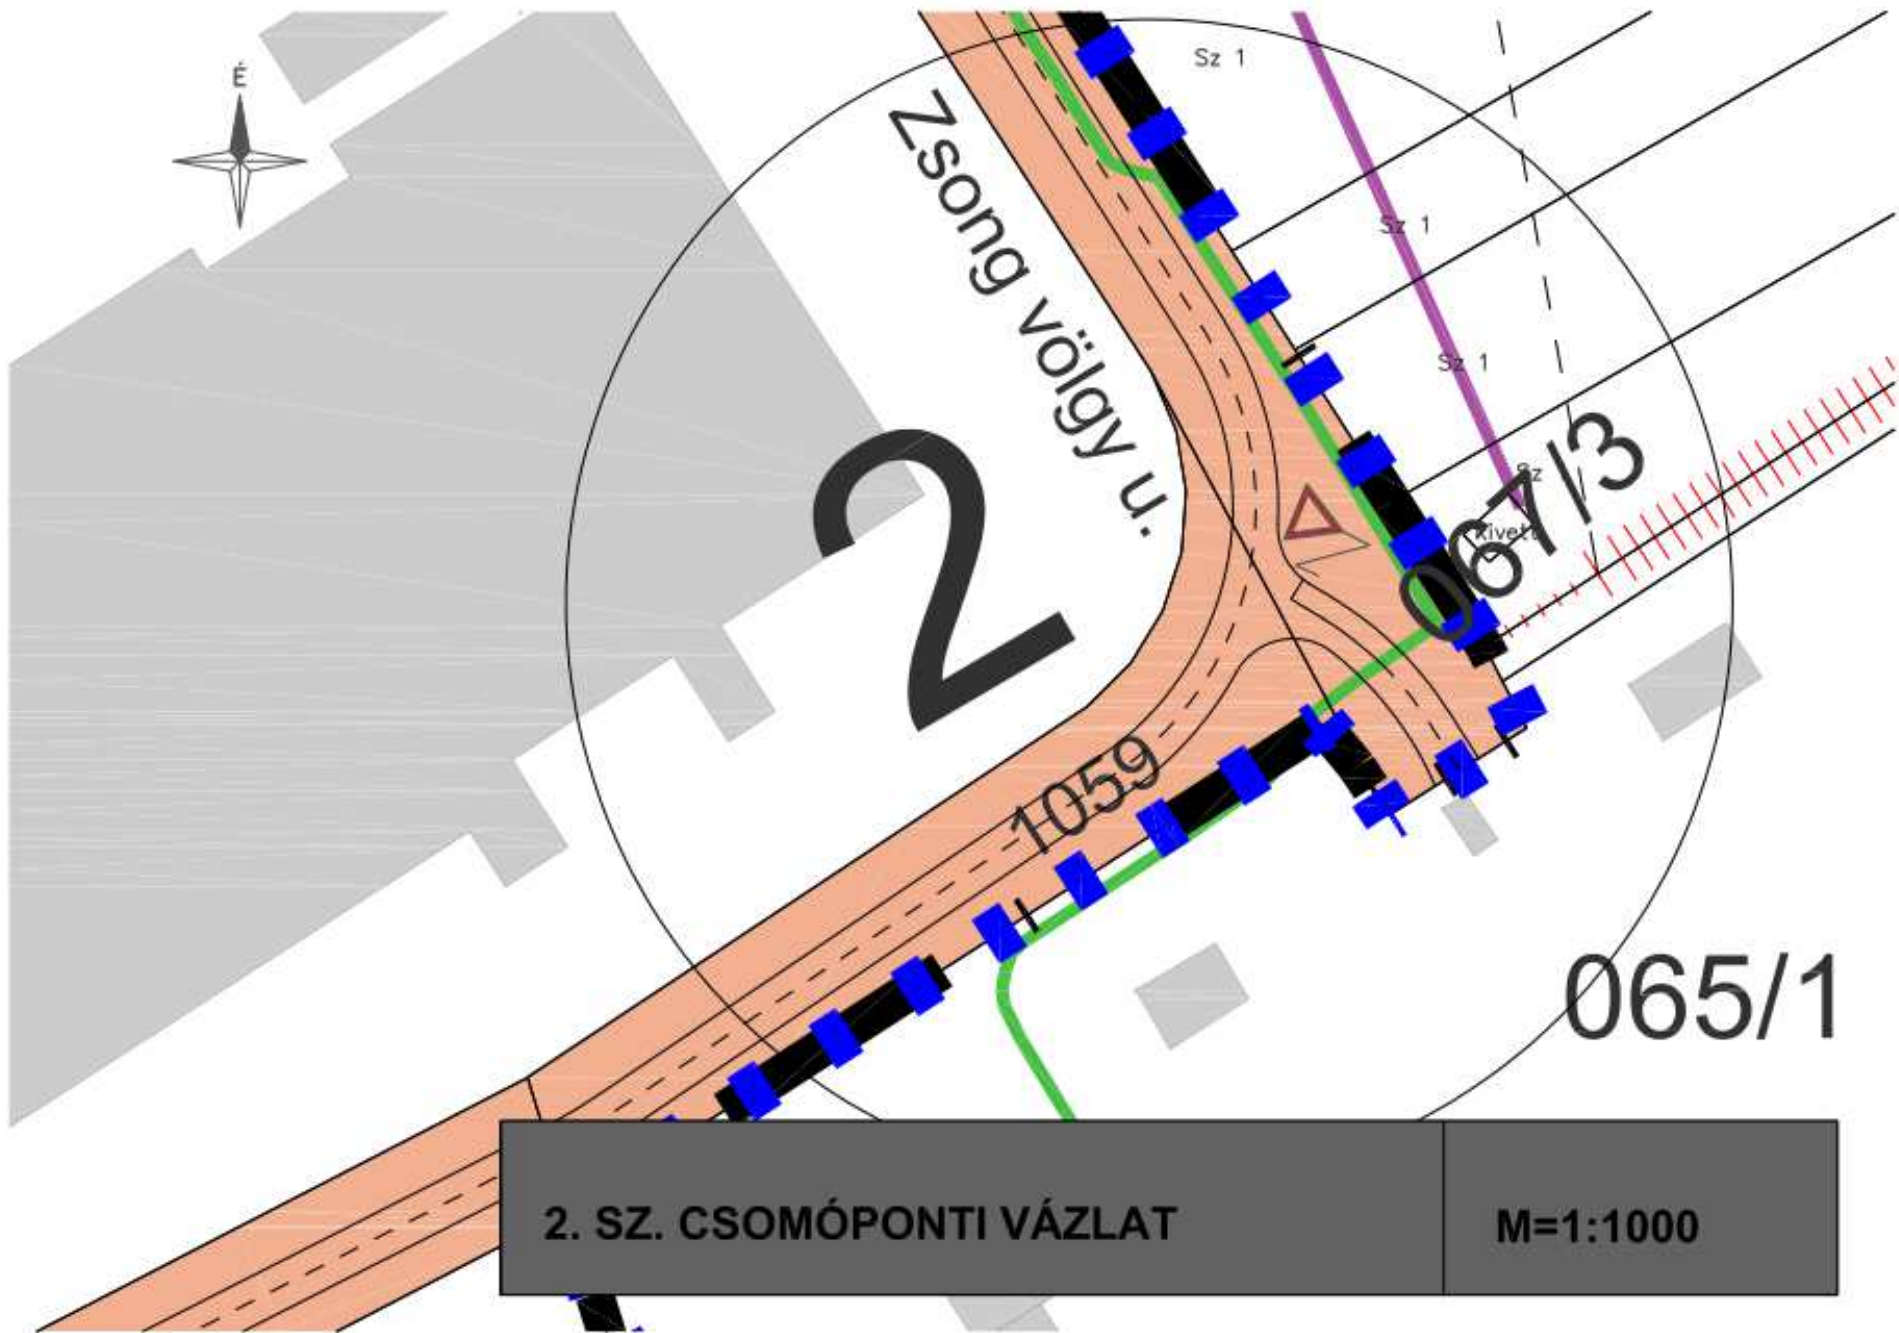 É
Sz 1
Zsong völgy u.
Sz 1
Sz 1
2
067/3
Sz
Kivett
1059
065/1
2. SZ. CSOMÓPONTI VÁZLAT
M=1:1000